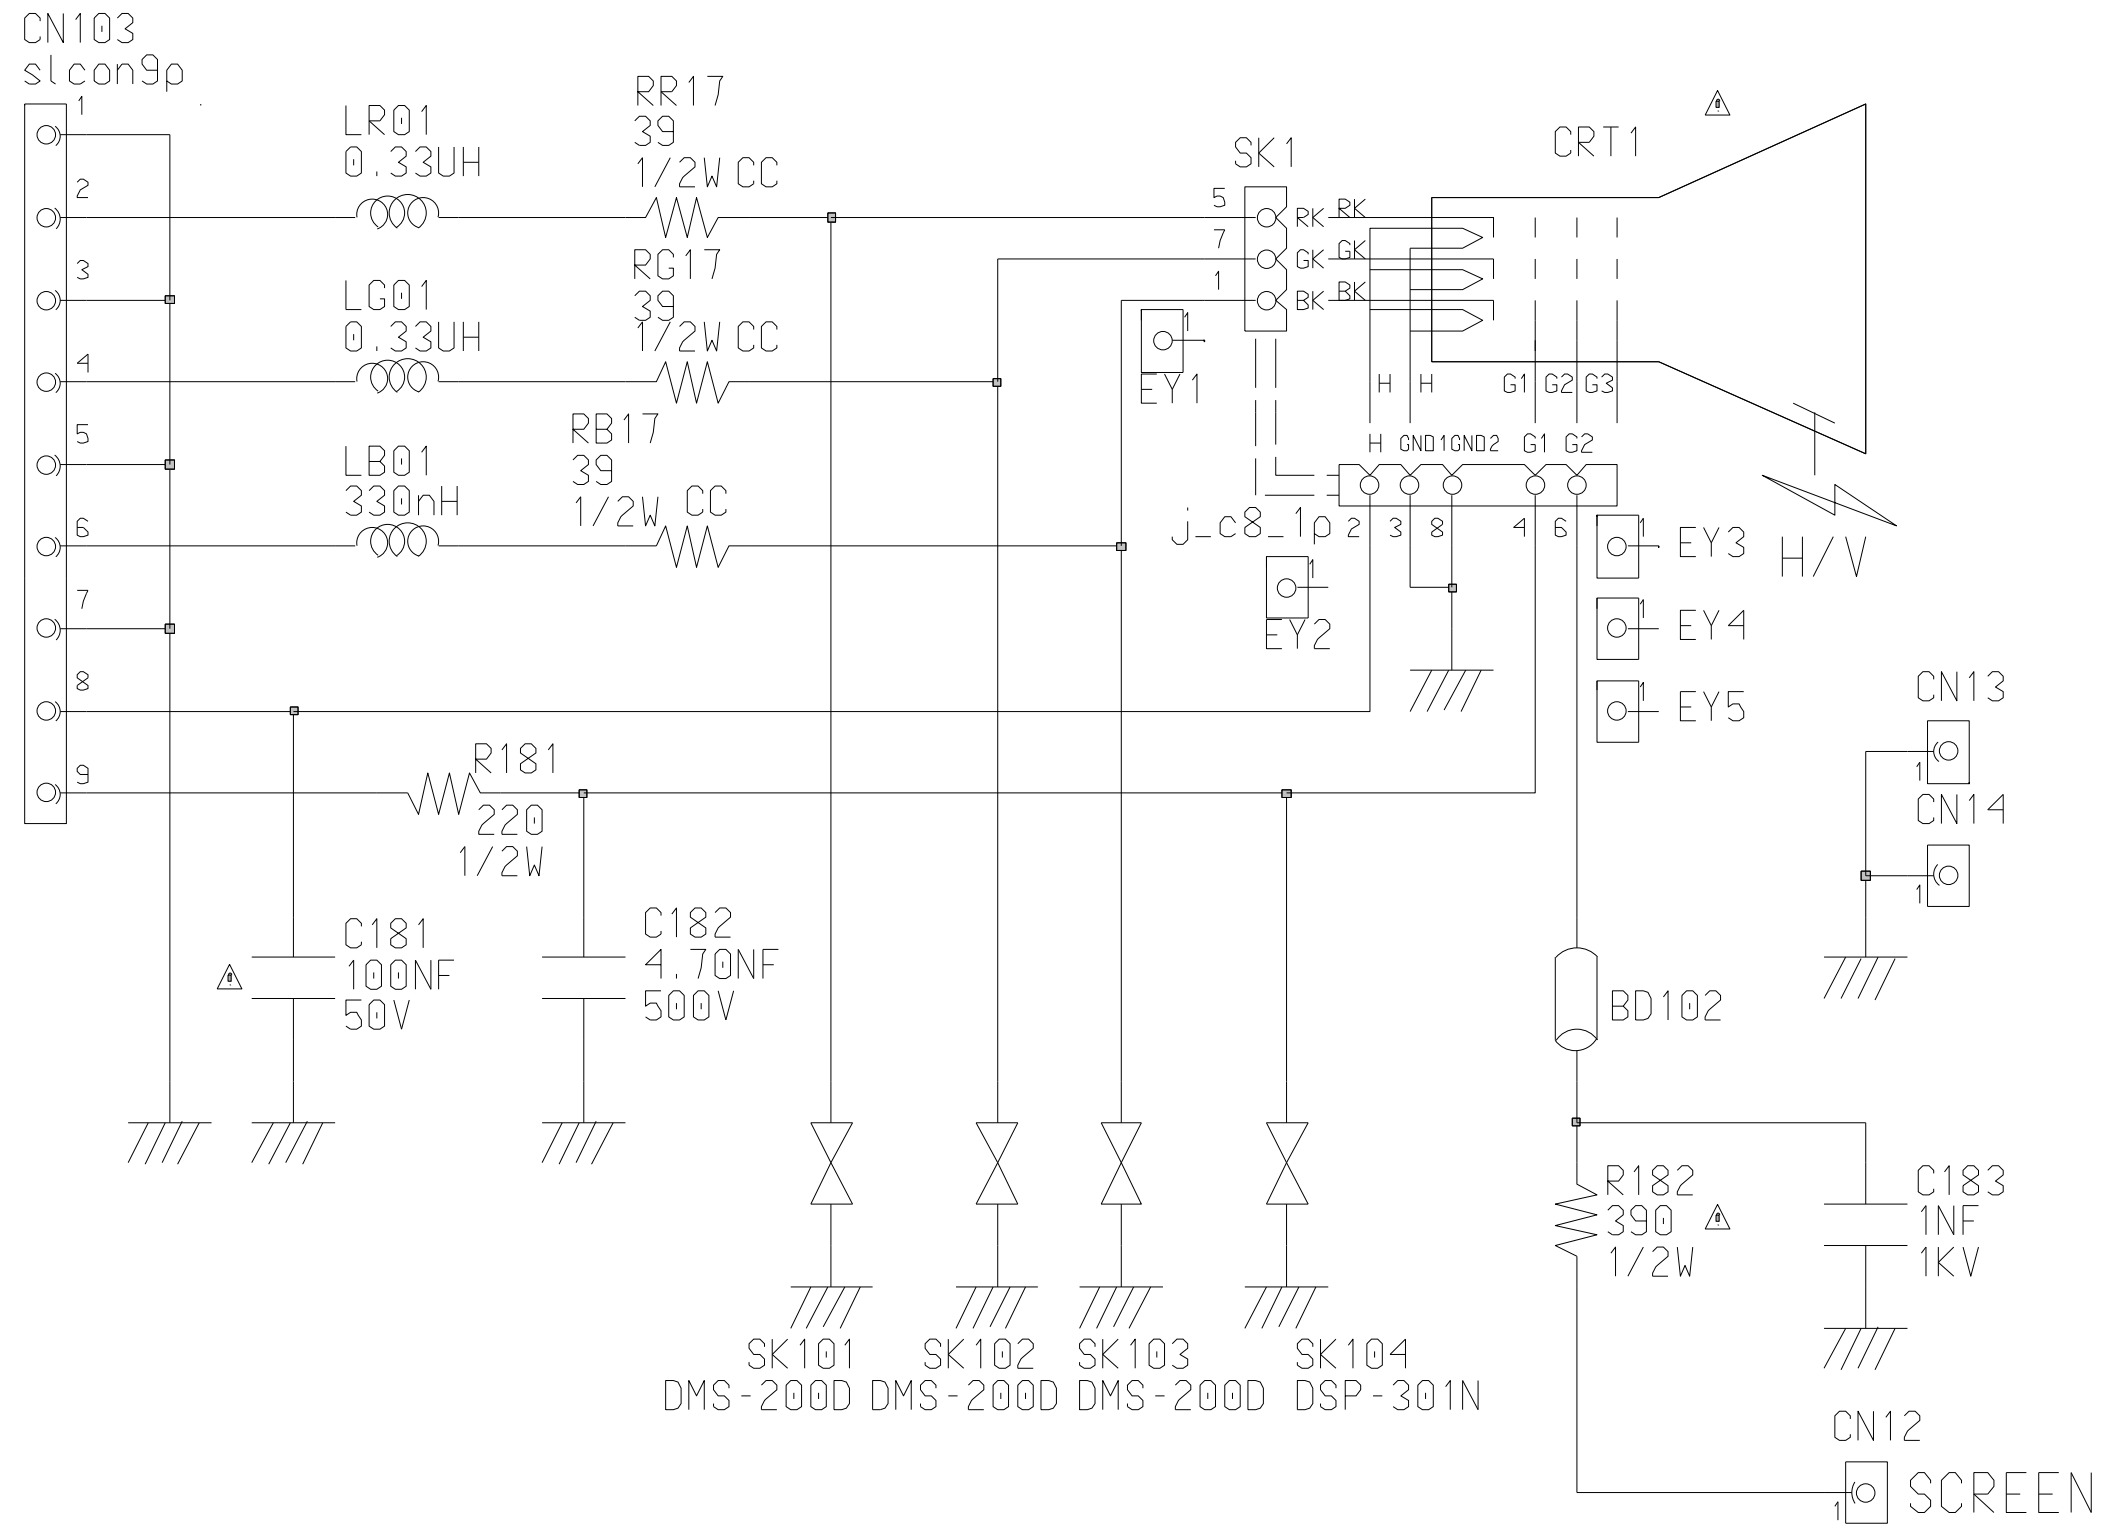 CN103
slcon9p
1
2
3
4
5
6
7
8
9
LR01
0.33UH
RR17
39
1/2W CC
LG01
0.33UH
RG17
39
1/2W CC
LB01
330nH
RB17
39
1/2W CC
R181
220
1/2W
C181
100NF
50V
C182
4.70NF
500V
SK1
5
7
1
RK
GK
BK
RK
GK
BK
CRT1
H H G1 G2 G3
H GND1 GND2 G1 G2
j_c8_1p 2 3 8 4 6
1
EY1
1
EY2
1
EY3
1
EY4
1
EY5
H/V
CN13
1
CN14
1
BD102
R182
390
1/2W
C183
1NF
1KV
SK101
DMS-200D
SK102
DMS-200D
SK103
DMS-200D
SK104
DSP-301N
CN12
1
SCREEN